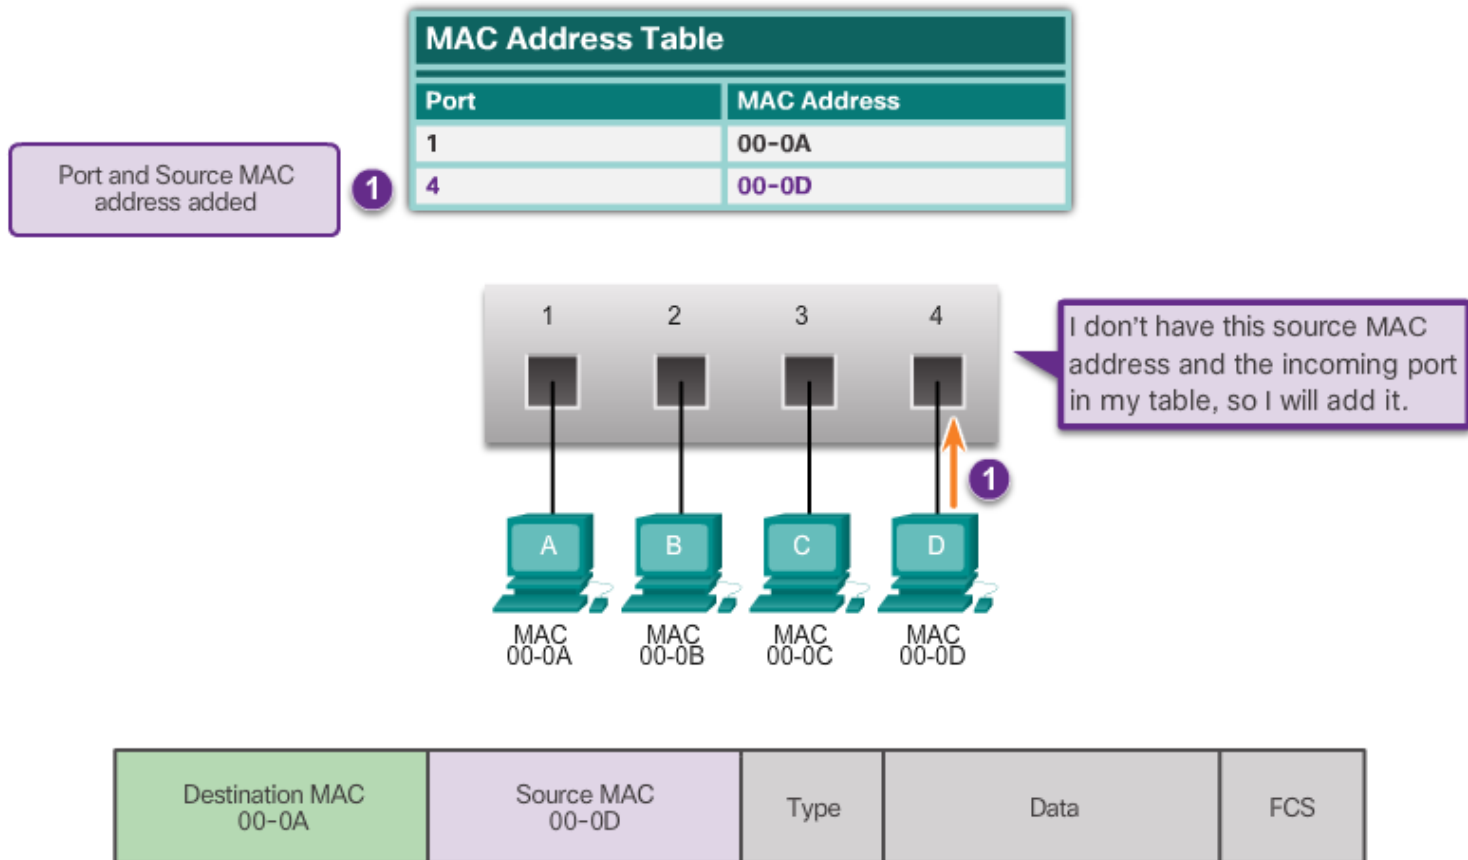 MAC Address Table
Port MAC Address
1 00-0A
4 00-0D
Port and Source MAC
address added
1
1 2 3 4
I don't have this source MAC
address and the incoming port
in my table, so I will add it.
1
A B C D
MAC MAC MAC MAC
00-0A 00-0B 00-0C 00-0D
Destination MAC
00-0A
Source MAC
00-0D
Type
Data
FCS